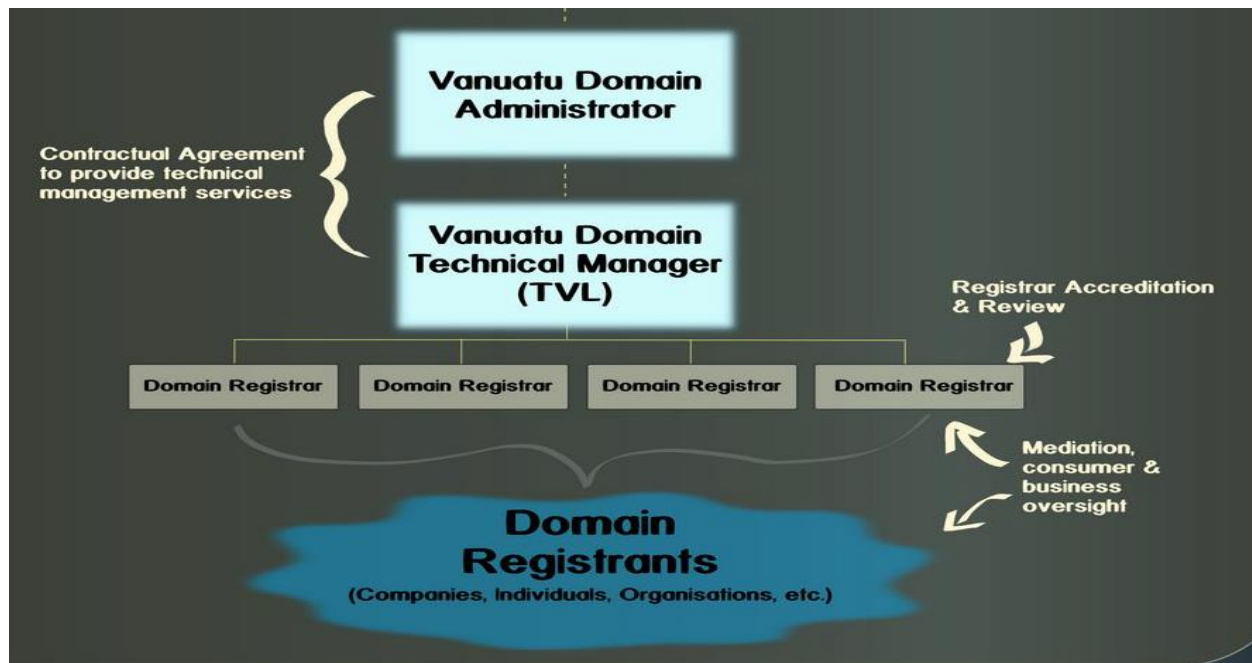 Vanuatu Domain
Administrator
Contractual Agreement
to provide technical
management services
Vanuatu Domain
Technical Manager
(TVL)
Registrar Accreditation
& Review
Domain Registrar
Domain Registrar
Domain Registrar
Domain Registrar
Mediation,
consumer &
business
oversight
Domain
Registrants
(Companies, Individuals, Organisations, etc.)